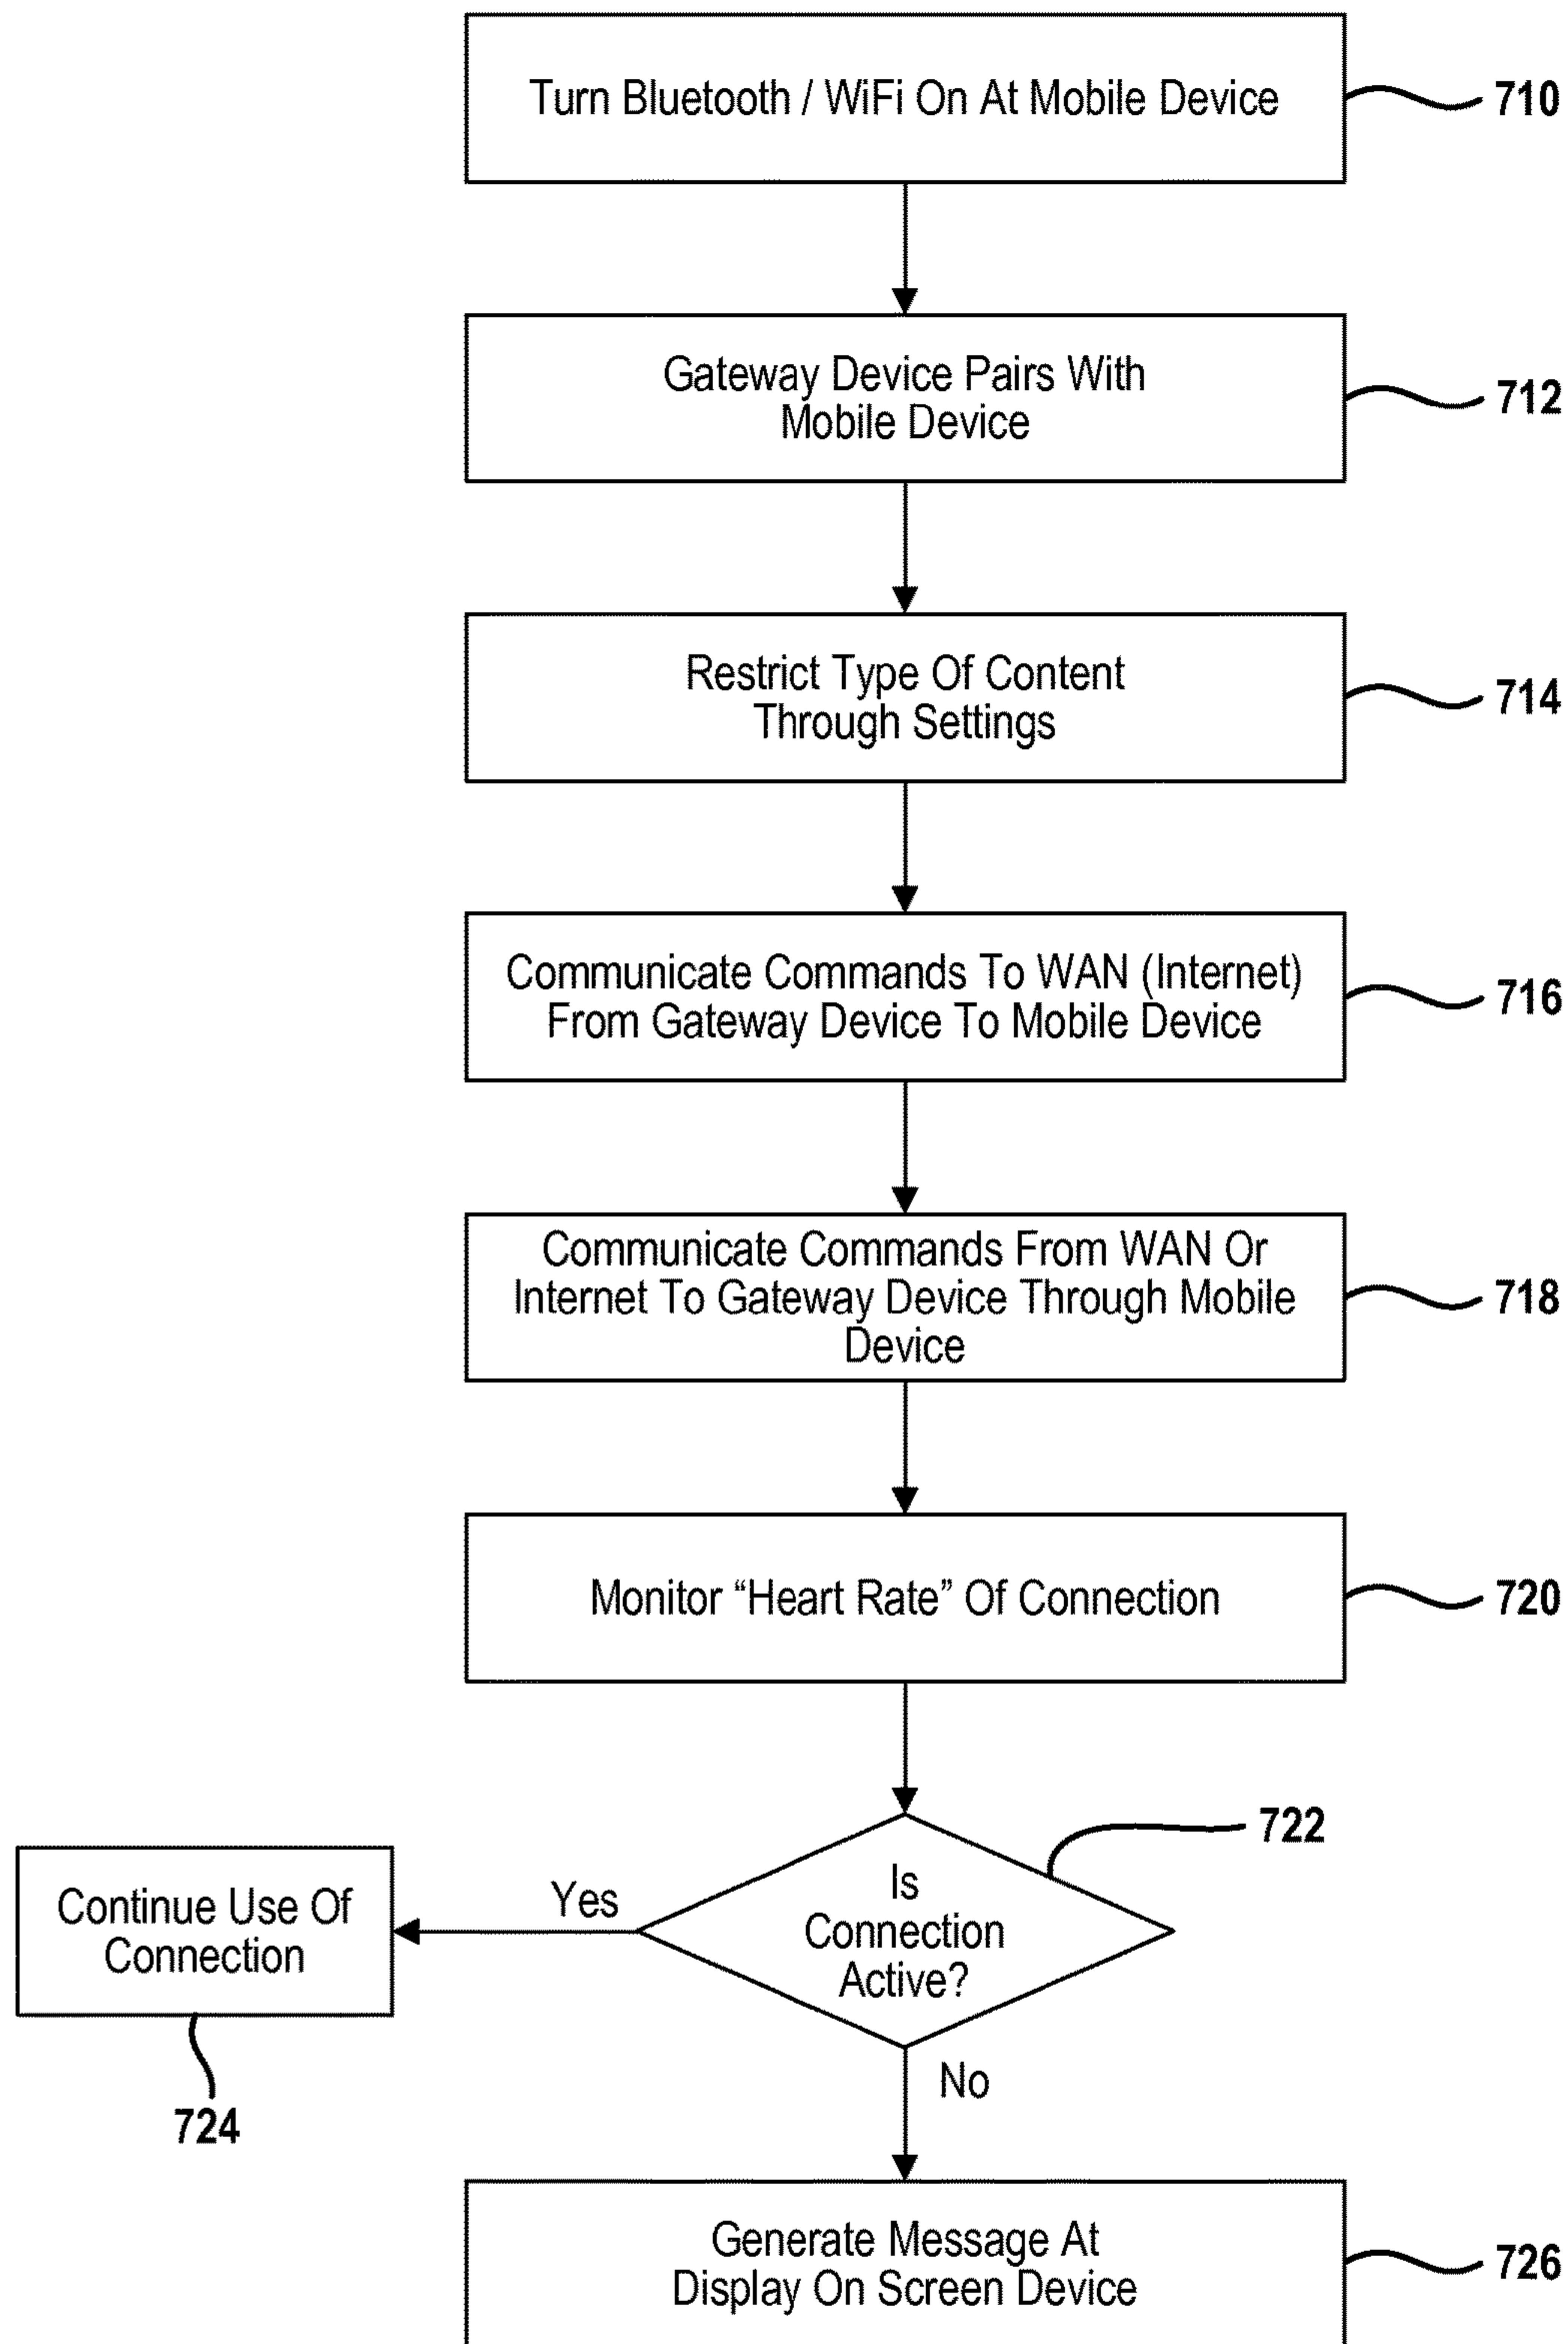 Turn Bluetooth / WiFi On At Mobile Device
710
Gateway Device Pairs With
Mobile Device
712
Restrict Type Of Content
Through Settings
714
Communicate Commands To WAN (Internet)
From Gateway Device To Mobile Device
716
Communicate Commands From WAN Or
Internet To Gateway Device Through Mobile
Device
718
Monitor “Heart Rate” Of Connection
720
Is
Connection
Active?
722
Yes
Continue Use Of
Connection
724
No
Generate Message At
Display On Screen Device
726